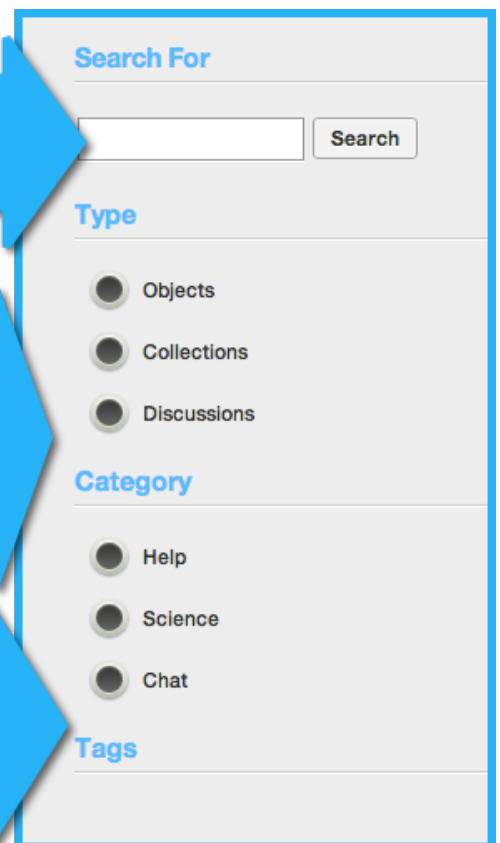 Search For
Search
Type
Objects
Collections
Discussions
Category
Help
Science
Chat
Tags